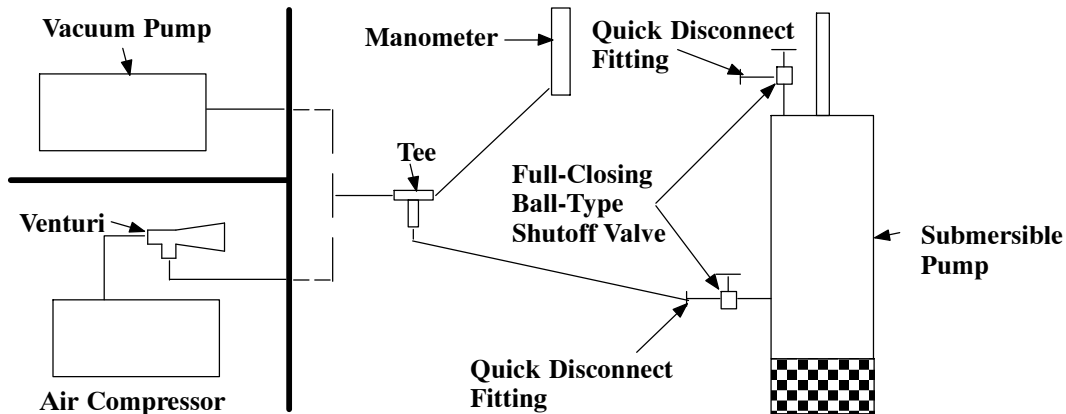 Vacuum Pump
Manometer
Quick Disconnect
Fitting
Tee
Full-Closing
Ball-Type
Shutoff Valve
Venturi
Submersible
Pump
Quick Disconnect
Fitting
Air Compressor